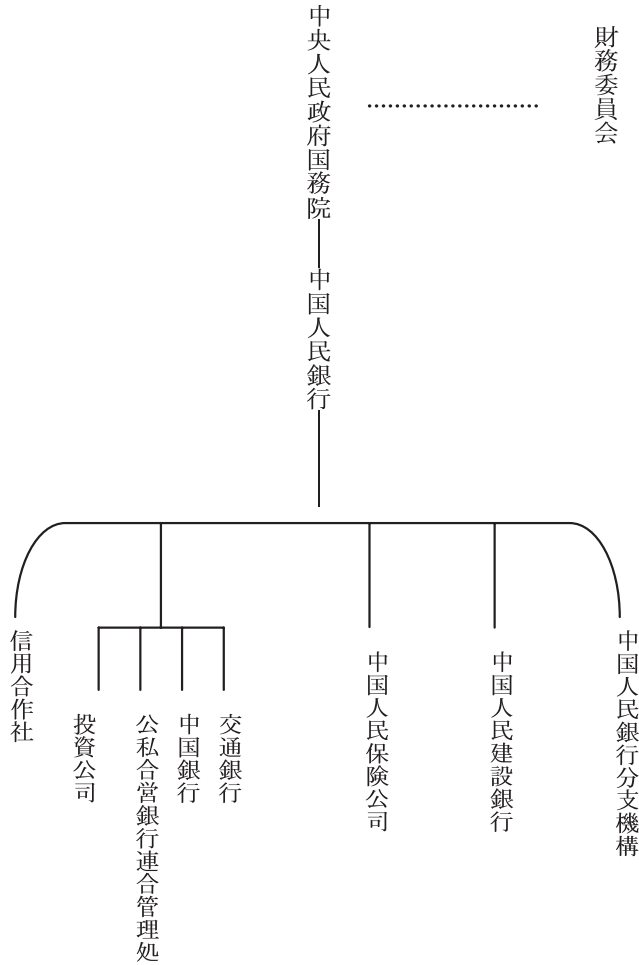 財務委員会
中央人民政府国務院
中国人民銀行
中国人民銀行分支機構
中国人民建設銀行
中国人民保険公司
交通銀行
中国銀行
公私合営銀行連合管理処
投資公司
信用合作社